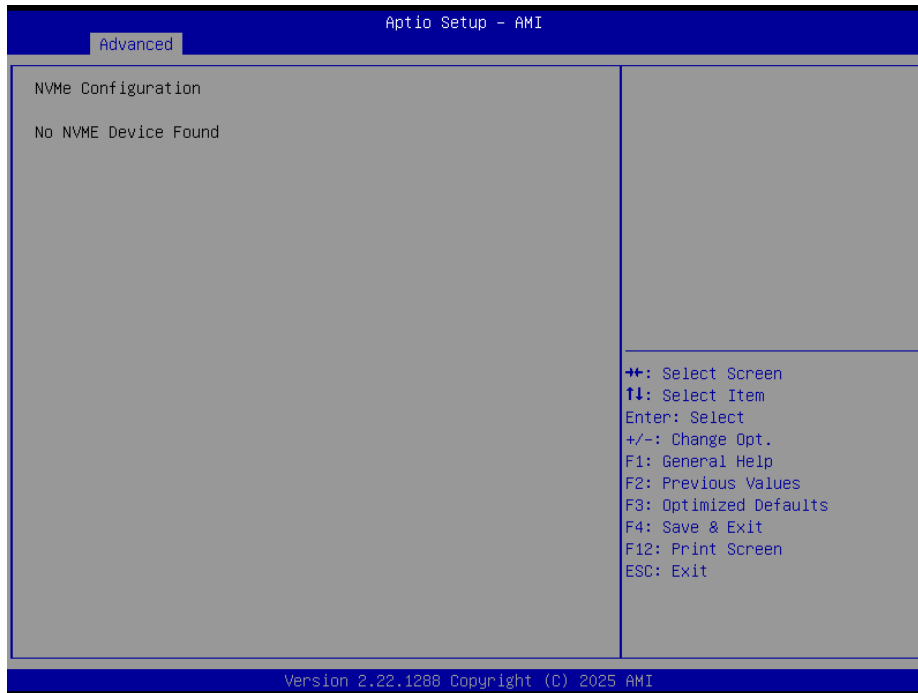 Aptio Setup – AMI
Advanced
NVMe Configuration
No NVME Device Found
→←: Select Screen
↑↓: Select Item
Enter: Select
+/-: Change Opt.
F1: General Help
F2: Previous Values
F3: Optimized Defaults
F4: Save & Exit
F12: Print Screen
ESC: Exit
Version 2.22.1288 Copyright (C) 2025 AMI